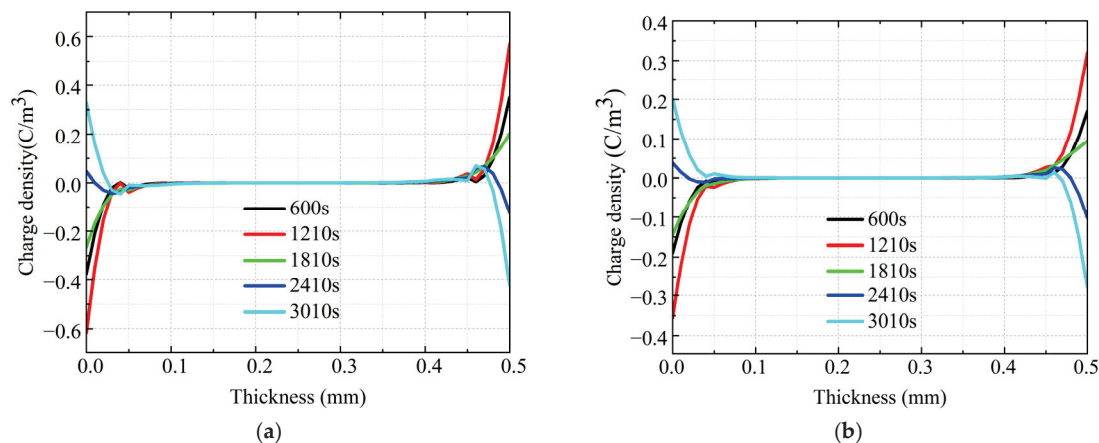 0.6
0.4
0.2
0.0
−0.2
−0.4
−0.6
Charge density(C/m³)
600s
1210s
1810s
2410s
3010s
0.0 0.1 0.2 0.3 0.4 0.5
Thickness (mm)
(a)
0.4
0.3
0.2
0.1
0.0
−0.1
−0.2
−0.3
−0.4
Charge density (C/m³)
600s
1210s
1810s
2410s
3010s
0.0 0.1 0.2 0.3 0.4 0.5
Thickness (mm)
(b)